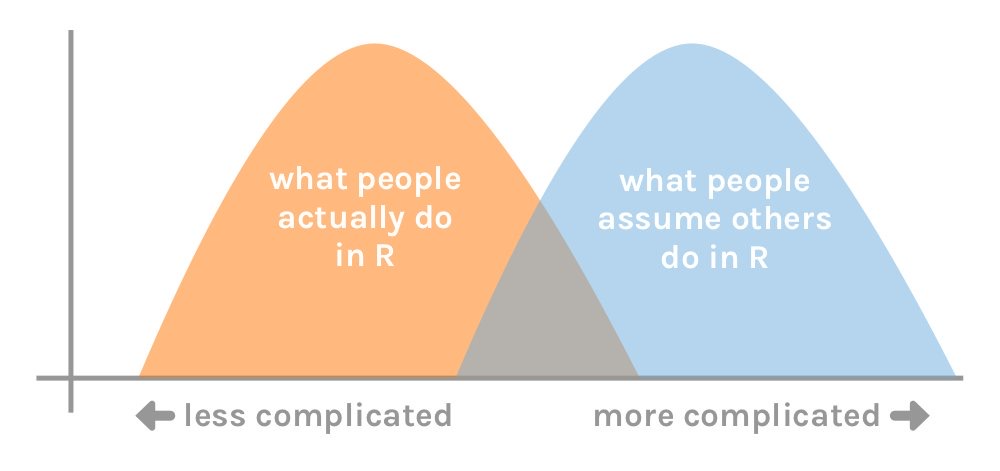 what people
actually do
in R
what people
assume others
do in R
less complicated
more complicated